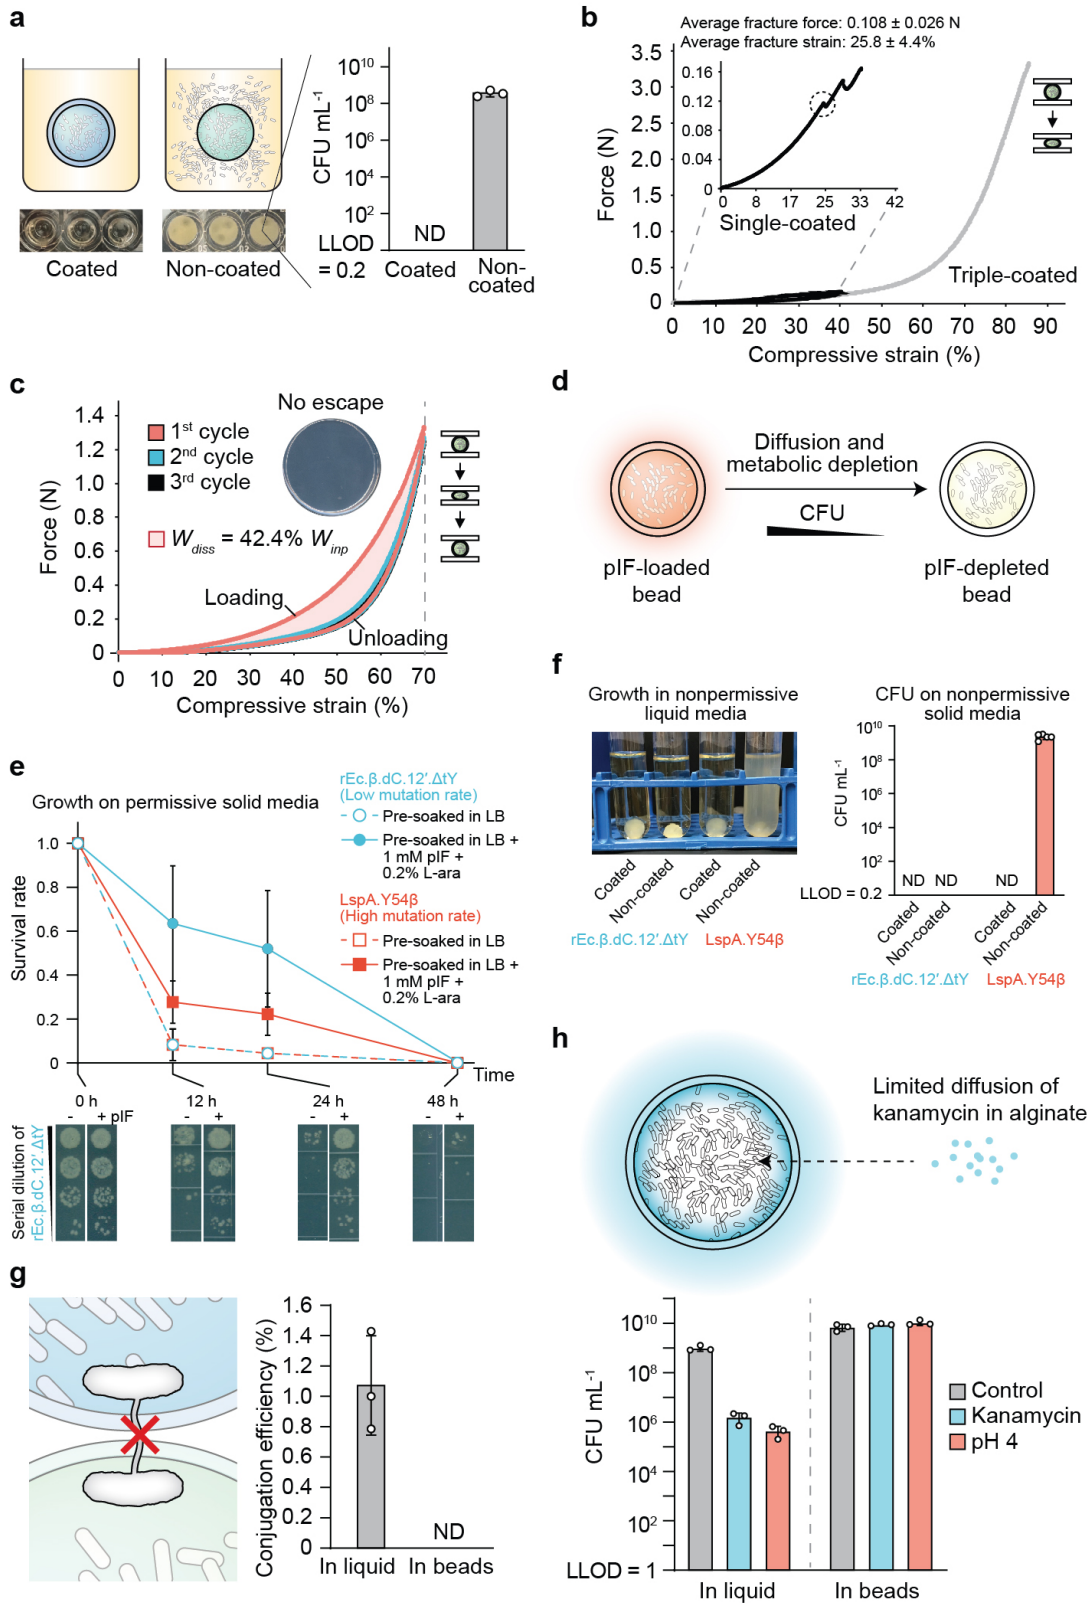 a
10¹⁰
10⁸
10⁶
10⁴
10²
CFU mL⁻¹
ND
LLOD
= 0.2
Coated
Non-
coated
Coated
Non-coated
b
Average fracture force: 0.108 ± 0.026 N
Average fracture strain: 25.8 ± 4.4%
3.5
3.0
2.5
2.0
1.5
1.0
0.5
0
Force (N)
0.16
0.12
0.08
0.04
0
0 8 17 25 33 42
Single-coated
Triple-coated
0 10 20 30 40 50 60 70 80 90
Compressive strain (%)
c
1.4
1.2
1.0
0.8
0.6
0.4
0.2
0
Force (N)
No escape
1ˢᵗ cycle
2ⁿᵈ cycle
3ʳᵈ cycle
W_diss = 42.4% W_inp
Loading
Unloading
0 10 20 30 40 50 60 70
Compressive strain (%)
d
Diffusion and
metabolic depletion
CFU
pIF-loaded
bead
pIF-depleted
bead
e
Growth on permissive solid media
rEc.β.dC.12'.ΔtY
(Low mutation rate)
Pre-soaked in LB
Pre-soaked in LB +
1 mM pIF +
0.2% L-ara
LspA.Y54β
(High mutation rate)
Pre-soaked in LB
Pre-soaked in LB +
1 mM pIF +
0.2% L-ara
1.0
0.8
0.6
0.4
0.2
0
Survival rate
Time
0 h
12 h
24 h
48 h
- + pIF
- +
- +
- +
Serial dilution of
rEc.β.dC.12'.ΔtY
f
Growth in nonpermissive
liquid media
Coated
Non-coated
Coated
Non-coated
rEc.β.dC.12'.ΔtY
LspA.Y54β
CFU on nonpermissive
solid media
10¹⁰
10⁸
10⁶
10⁴
10²
CFU mL⁻¹
LLOD = 0.2
ND ND ND
Coated
Non-coated
Coated
Non-coated
rEc.β.dC.12'.ΔtY
LspA.Y54β
g
1.6
1.4
1.2
1.0
0.8
0.6
0.4
0.2
0
Conjugation efficiency (%)
ND
In liquid
In beads
h
Limited diffusion of
kanamycin in alginate
10¹⁰
10⁸
10⁶
10⁴
10²
CFU mL⁻¹
LLOD = 1
In liquid
In beads
Control
Kanamycin
pH 4